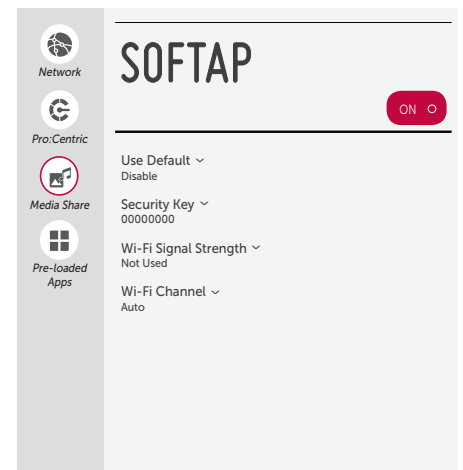 Network
Pro:Centric
Media Share
Pre-loaded
Apps
SOFTAP
ON
Use Default
Disable
Security Key
00000000
Wi-Fi Signal Strength
Not Used
Wi-Fi Channel
Auto